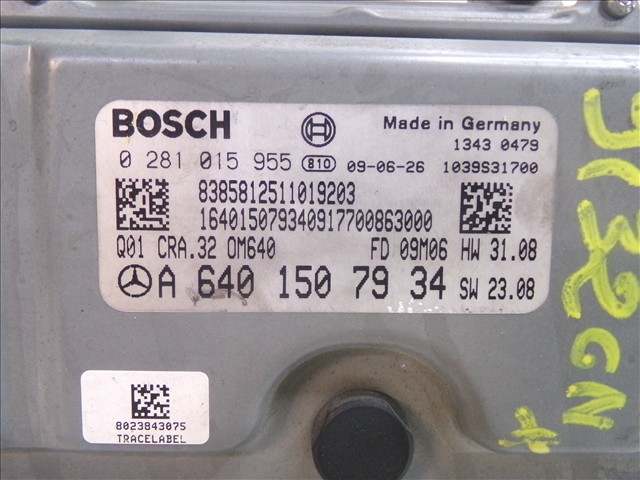 BOSCH
Made in Germany
1343 0479
0 281 015 955 810 09-06-26 1039S31700
8385812511019203
164015079340917700863000
Q01 CRA.32 OM640 FD 09M06 HW 31.08
A 640 150 79 34 SW 23.08
8023843075
TRACELABEL